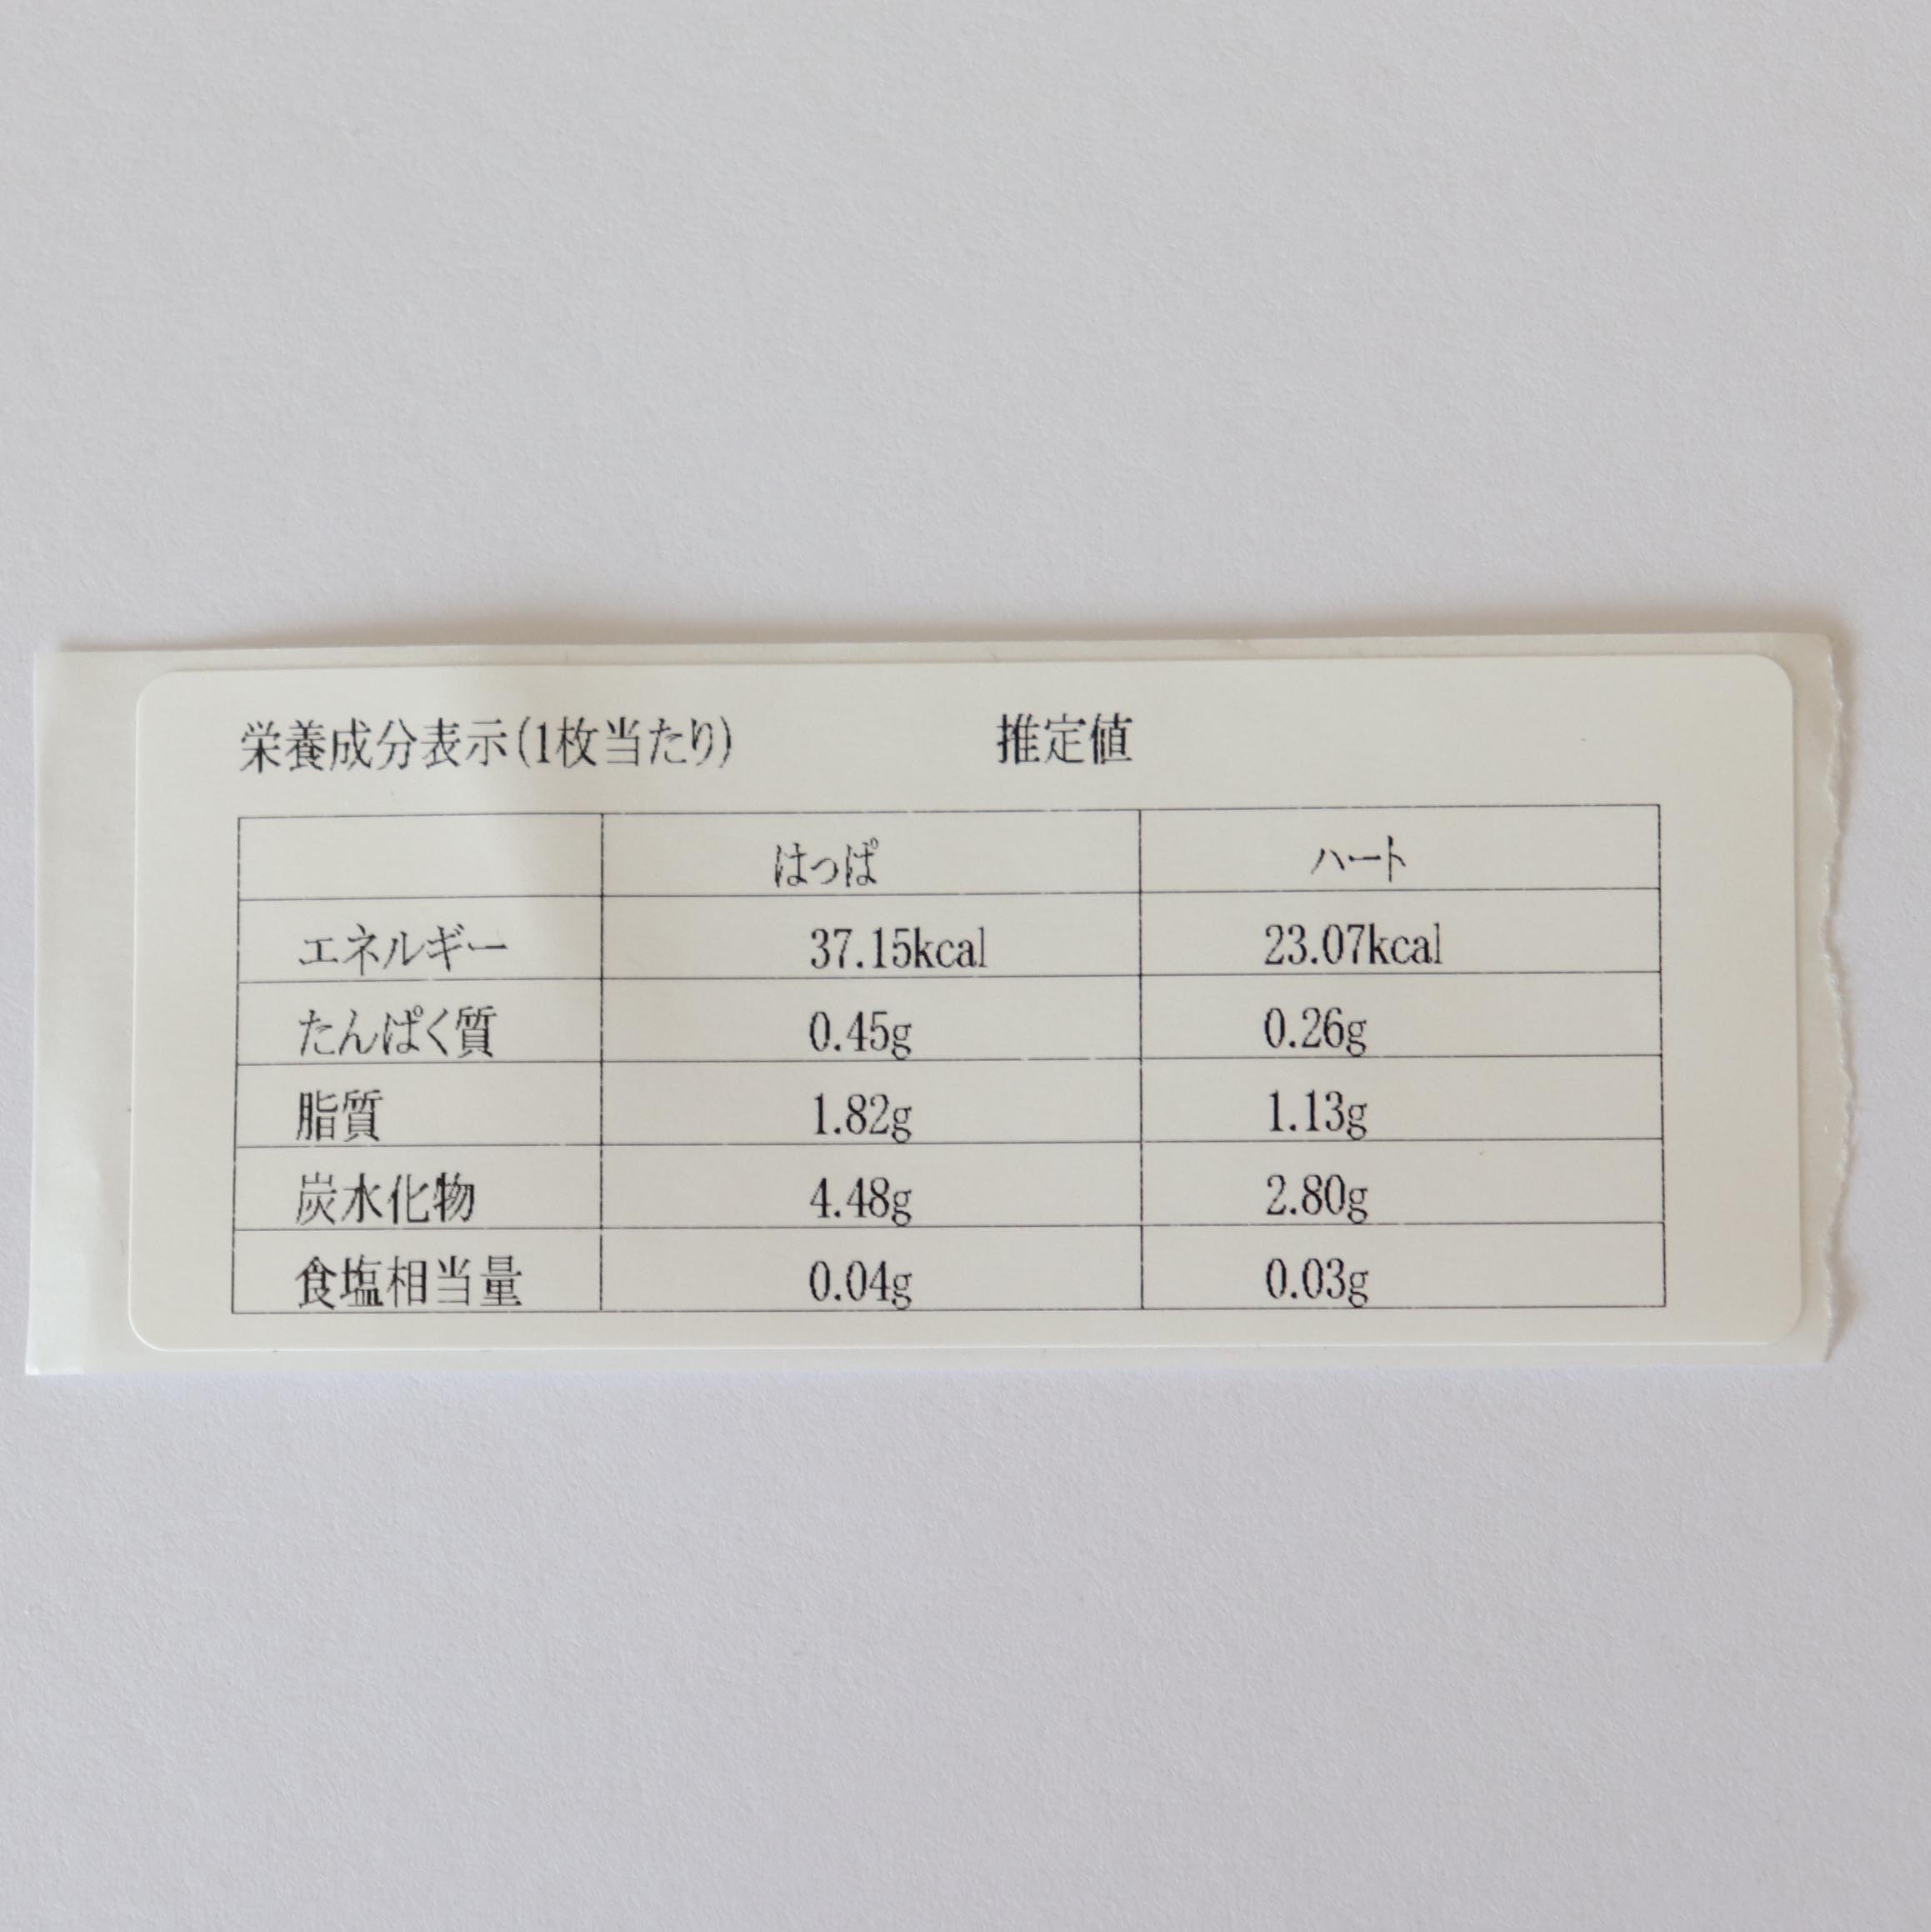 栄養成分表示(1枚当たり) 推定値
はっぱ ハート
エネルギー 37.15kcal 23.07kcal
たんぱく質 0.45g 0.26g
脂質 1.82g 1.13g
炭水化物 4.48g 2.80g
食塩相当量 0.04g 0.03g